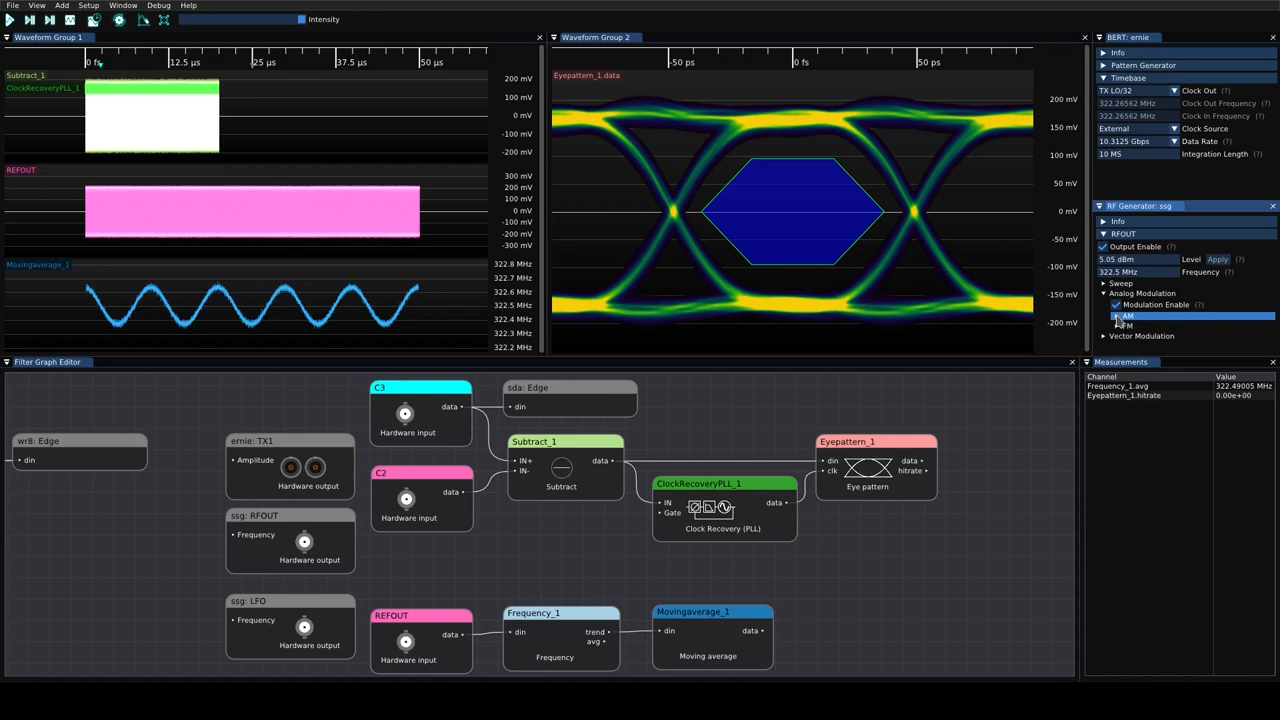 File View Add Setup Window Debug Help
Intensity
Waveform Group 1
0 fs 12.5 µs 25 µs 37.5 µs 50 µs
Subtract_1
ClockRecoveryPLL_1
200 mV
100 mV
0 mV
-100 mV
-200 mV
REFOUT
300 mV
200 mV
100 mV
0 mV
-100 mV
-200 mV
-300 mV
Movingaverage_1
322.8 MHz
322.7 MHz
322.6 MHz
322.5 MHz
322.4 MHz
322.3 MHz
322.2 MHz
Waveform Group 2
-50 ps 0 fs 50 ps
Eyepattern_1.data
200 mV
150 mV
100 mV
50 mV
0 mV
-50 mV
-100 mV
-150 mV
-200 mV
BERT: ernie
Info
Pattern Generator
Timebase
TX LO/32 Clock Out (?)
322.26562 MHz Clock Out Frequency (?)
322.26562 MHz Clock In Frequency (?)
External Clock Source (?)
10.3125 Gbps Data Rate (?)
10 MS Integration Length (?)
RF Generator: ssg
Info
RFOUT
Output Enable (?)
5.05 dBm Level Apply (?)
322.5 MHz Frequency (?)
Sweep
Analog Modulation
Modulation Enable (?)
AM
FM
Vector Modulation
Filter Graph Editor
wr8: Edge
din
ernie: TX1
Amplitude
Hardware output
ssg: RFOUT
Frequency
Hardware output
ssg: LFO
Frequency
Hardware output
C3
data
Hardware input
C2
data
Hardware input
REFOUT
data
Hardware input
sda: Edge
din
Subtract_1
IN+ data
IN-
Subtract
ClockRecoveryPLL_1
IN data
Gate
Clock Recovery (PLL)
Eyepattern_1
din data
clk hitrate
Eye pattern
Frequency_1
din trend
avg
Frequency
Movingaverage_1
din data
Moving average
Measurements
Channel Value
Frequency_1.avg 322.49005 MHz
Eyepattern_1.hitrate 0.00e+00